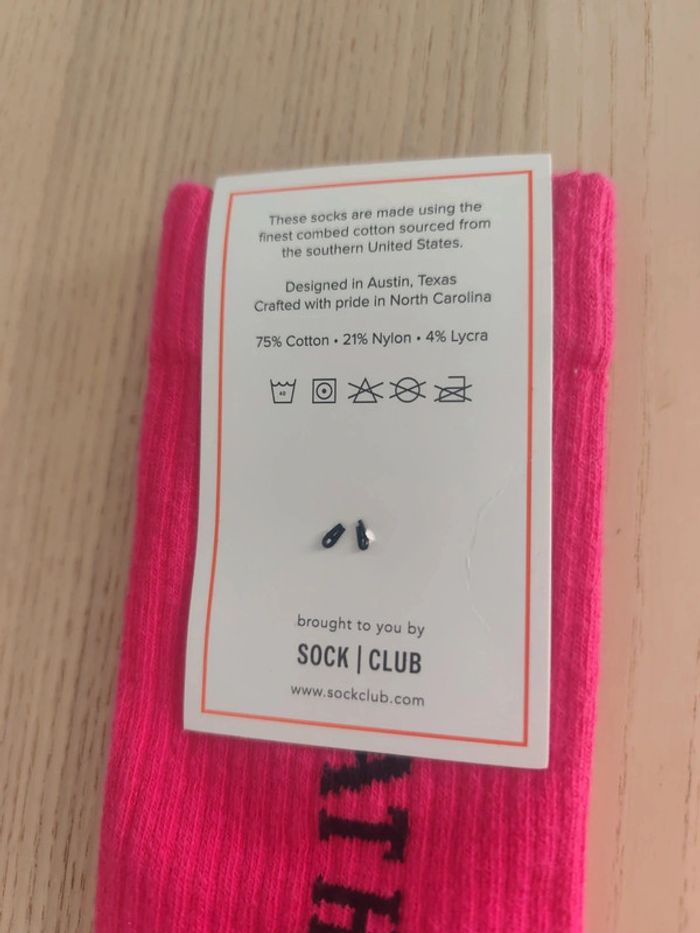 These socks are made using the
finest combed cotton sourced from
the southern United States.
Designed in Austin, Texas
Crafted with pride in North Carolina
75% Cotton • 21% Nylon • 4% Lycra
40
brought to you by
SOCK | CLUB
www.sockclub.com
ATH